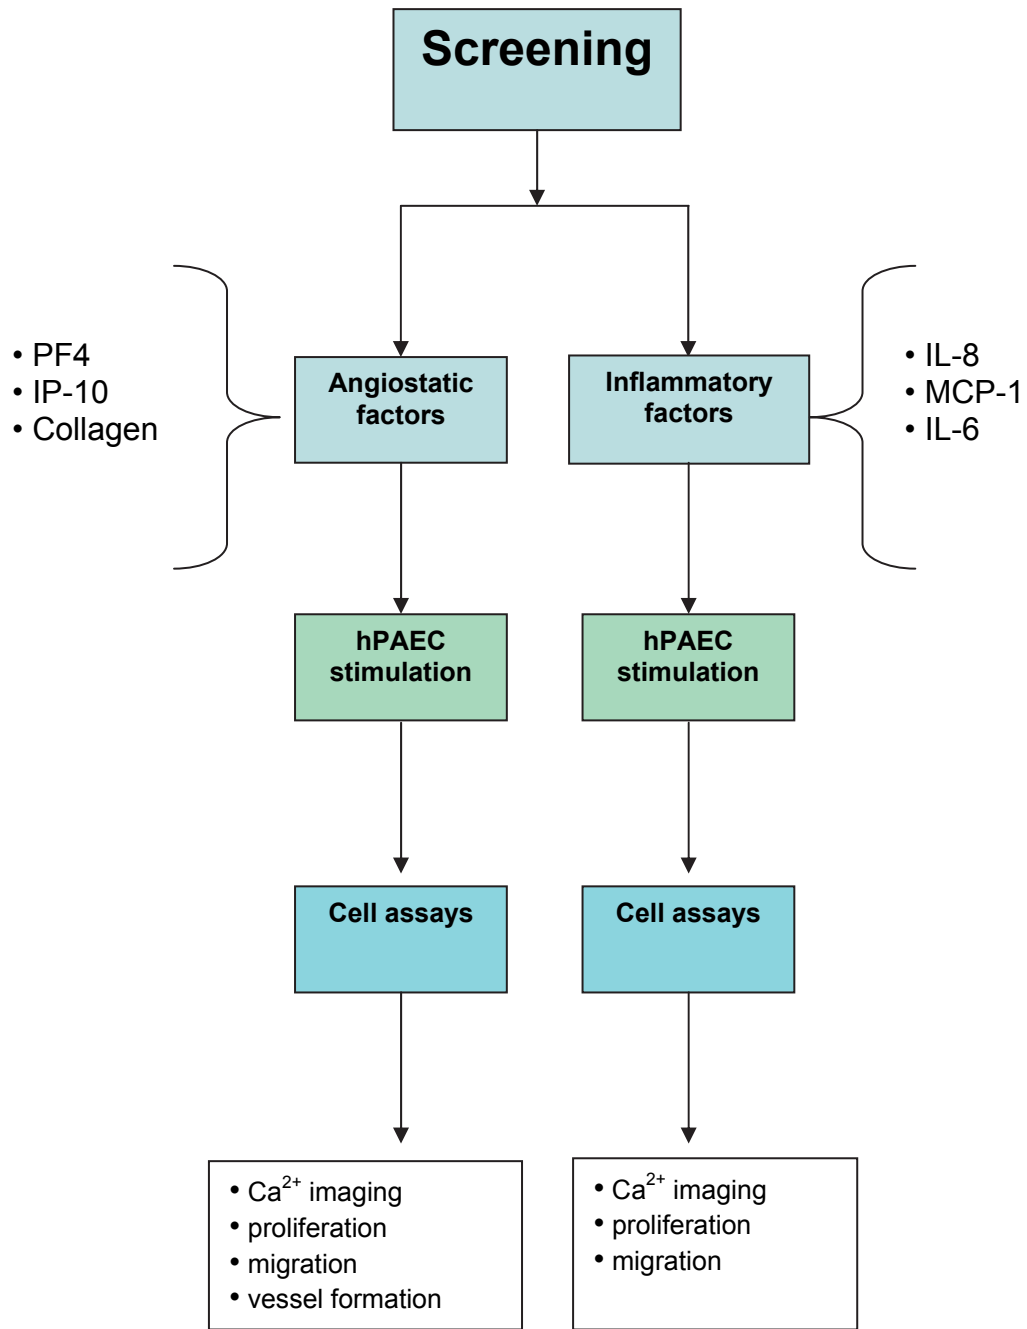 Screening
• PF4
• IP-10
• Collagen
Angiostatic
factors
Inflammatory
factors
• IL-8
• MCP-1
• IL-6
hPAEC
stimulation
hPAEC
stimulation
Cell assays
Cell assays
• Ca²⁺ imaging
• proliferation
• migration
• vessel formation
• Ca²⁺ imaging
• proliferation
• migration